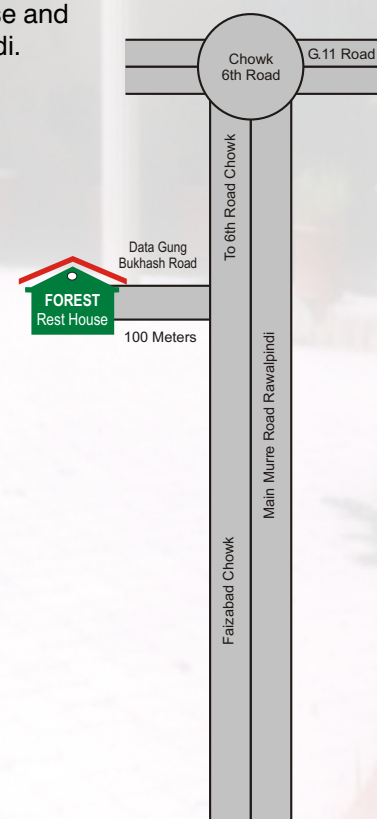 and
di.
Chowk
6th Road
G.11 Road
To 6th Road Chowk
Data Gung
Bukhash Road
FOREST
Rest House
100 Meters
Main Murre Road Rawalpindi
Faizabad Chowk